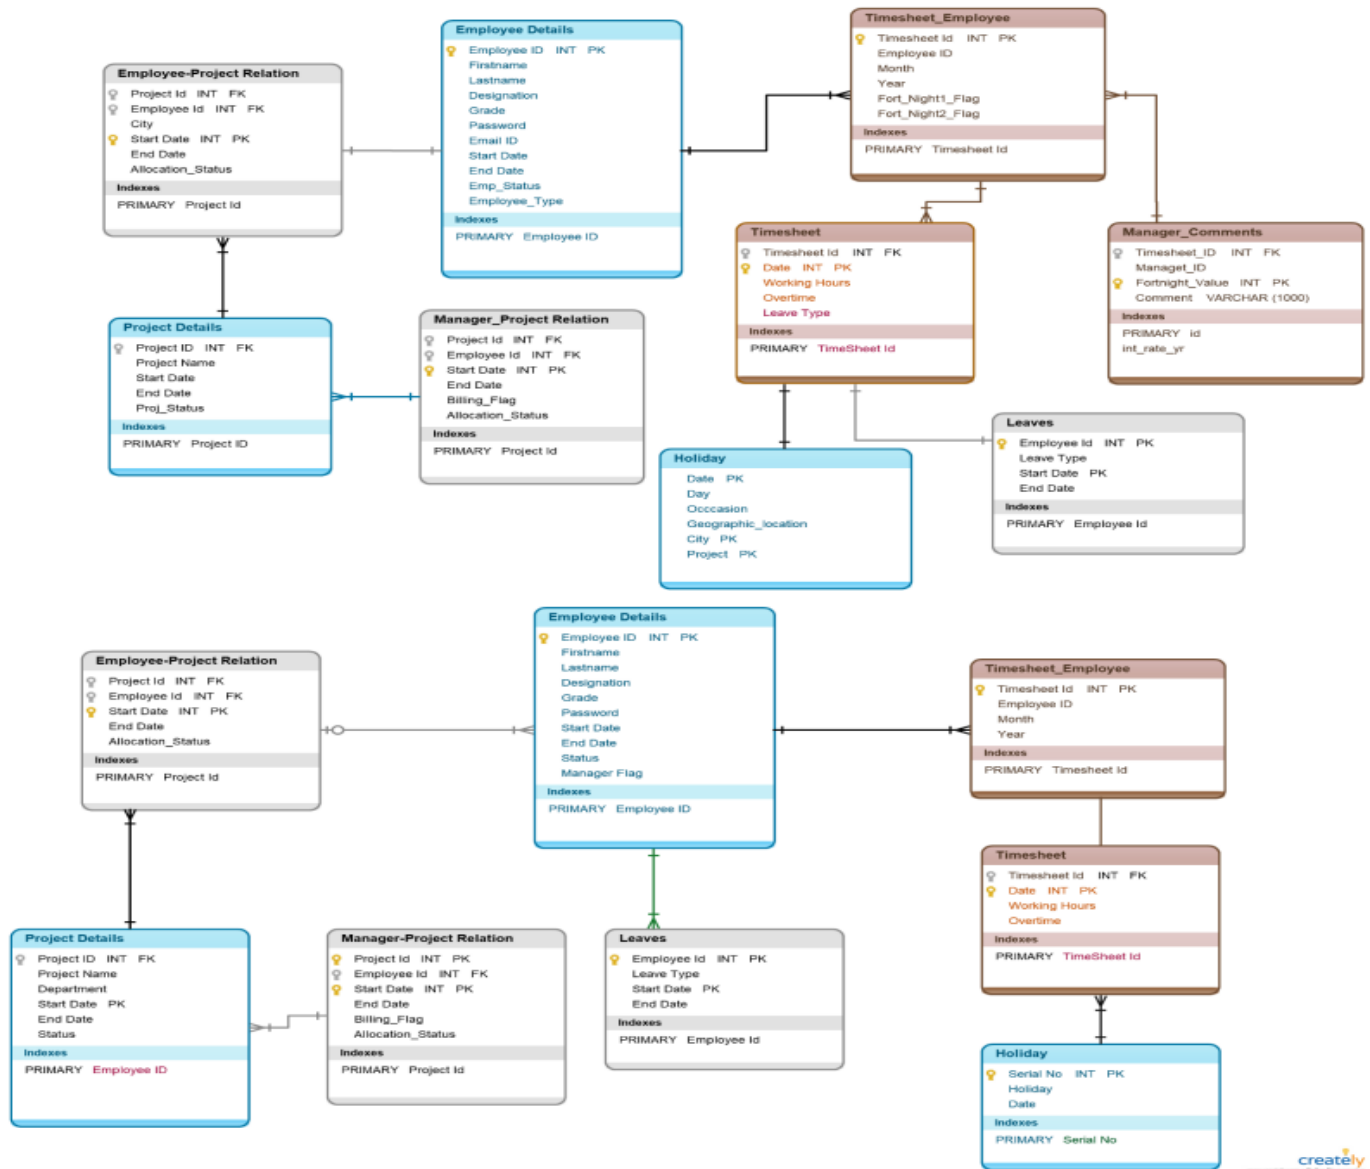 Employee-Project Relation
Project Id INT FK
Employee Id INT FK
City
Start Date INT PK
End Date
Allocation_Status
Indexes
PRIMARY Project Id
Employee Details
Employee ID INT PK
Firstname
Lastname
Designation
Grade
Password
Email ID
Start Date
End Date
Emp_Status
Employee_Type
Indexes
PRIMARY Employee ID
Timesheet_Employee
Timesheet Id INT PK
Employee ID
Month
Year
Fort_Night1_Flag
Fort_Night2_Flag
Indexes
PRIMARY Timesheet Id
Timesheet
Timesheet Id INT FK
Date INT PK
Working Hours
Overtime
Leave Type
Indexes
PRIMARY TimeSheet Id
Manager_Comments
Timesheet_ID INT FK
Managet_ID
Fortnight_Value INT PK
Comment VARCHAR (1000)
Indexes
PRIMARY id
int_rate_yr
Project Details
Project ID INT FK
Project Name
Start Date
End Date
Proj_Status
Indexes
PRIMARY Project ID
Manager_Project Relation
Project Id INT FK
Employee Id INT FK
Start Date INT PK
End Date
Billing_Flag
Allocation_Status
Indexes
PRIMARY Project Id
Holiday
Date PK
Day
Occcasion
Geographic_location
City PK
Project PK
Leaves
Employee Id INT PK
Leave Type
Start Date PK
End Date
Indexes
PRIMARY Employee Id
Employee-Project Relation
Project Id INT FK
Employee Id INT FK
Start Date INT PK
End Date
Allocation_Status
Indexes
PRIMARY Project Id
Employee Details
Employee ID INT PK
Firstname
Lastname
Designation
Grade
Password
Start Date
End Date
Status
Manager Flag
Indexes
PRIMARY Employee ID
Timesheet_Employee
Timesheet Id INT PK
Employee ID
Month
Year
Indexes
PRIMARY Timesheet Id
Timesheet
Timesheet Id INT FK
Date INT PK
Working Hours
Overtime
Indexes
PRIMARY TimeSheet Id
Project Details
Project ID INT FK
Project Name
Department
Start Date PK
End Date
Status
Indexes
PRIMARY Employee ID
Manager-Project Relation
Project Id INT PK
Employee Id INT FK
Start Date INT PK
End Date
Billing_Flag
Allocation_Status
Indexes
PRIMARY Project Id
Leaves
Employee Id INT PK
Leave Type
Start Date PK
End Date
Indexes
PRIMARY Employee Id
Holiday
Serial No INT PK
Holiday
Date
Indexes
PRIMARY Serial No
creately